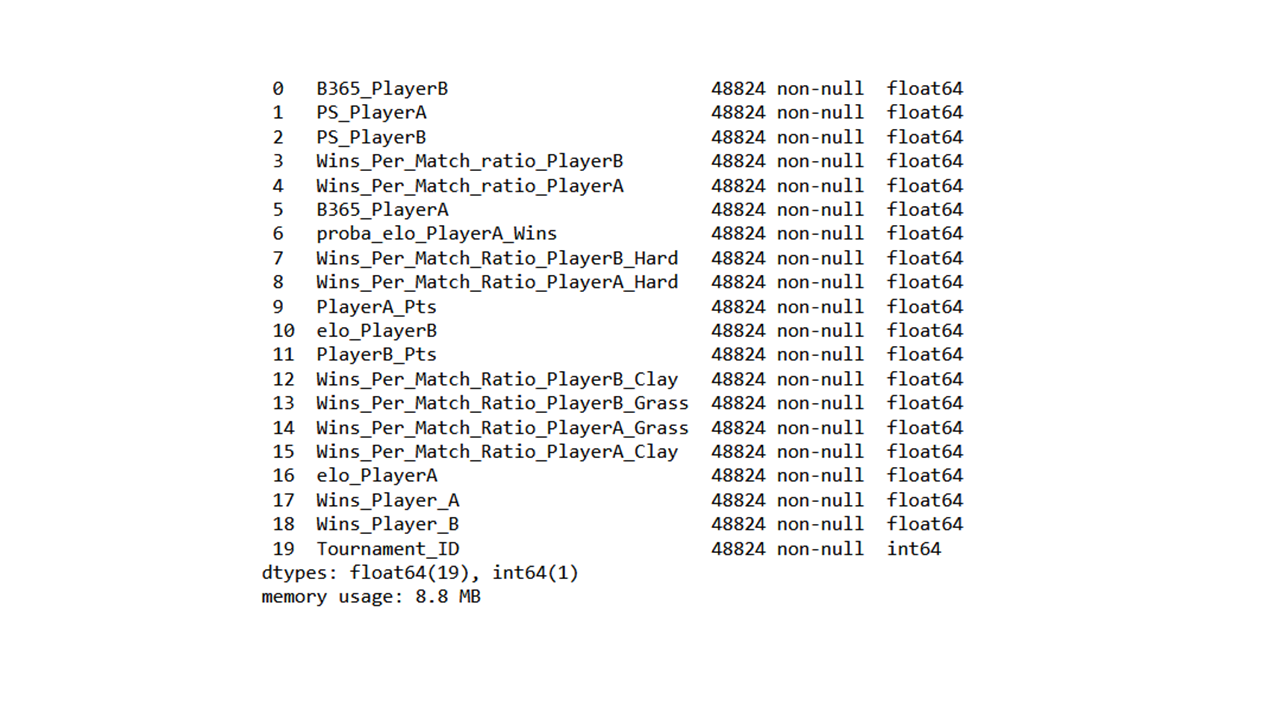 0 B365_PlayerB 48824 non-null float64
1 PS_PlayerA 48824 non-null float64
2 PS_PlayerB 48824 non-null float64
3 Wins_Per_Match_ratio_PlayerB 48824 non-null float64
4 Wins_Per_Match_ratio_PlayerA 48824 non-null float64
5 B365_PlayerA 48824 non-null float64
6 proba_elo_PlayerA_Wins 48824 non-null float64
7 Wins_Per_Match_Ratio_PlayerB_Hard 48824 non-null float64
8 Wins_Per_Match_Ratio_PlayerA_Hard 48824 non-null float64
9 PlayerA_Pts 48824 non-null float64
10 elo_PlayerB 48824 non-null float64
11 PlayerB_Pts 48824 non-null float64
12 Wins_Per_Match_Ratio_PlayerB_Clay 48824 non-null float64
13 Wins_Per_Match_Ratio_PlayerB_Grass 48824 non-null float64
14 Wins_Per_Match_Ratio_PlayerA_Grass 48824 non-null float64
15 Wins_Per_Match_Ratio_PlayerA_Clay 48824 non-null float64
16 elo_PlayerA 48824 non-null float64
17 Wins_Player_A 48824 non-null float64
18 Wins_Player_B 48824 non-null float64
19 Tournament_ID 48824 non-null int64
dtypes: float64(19), int64(1)
memory usage: 8.8 MB